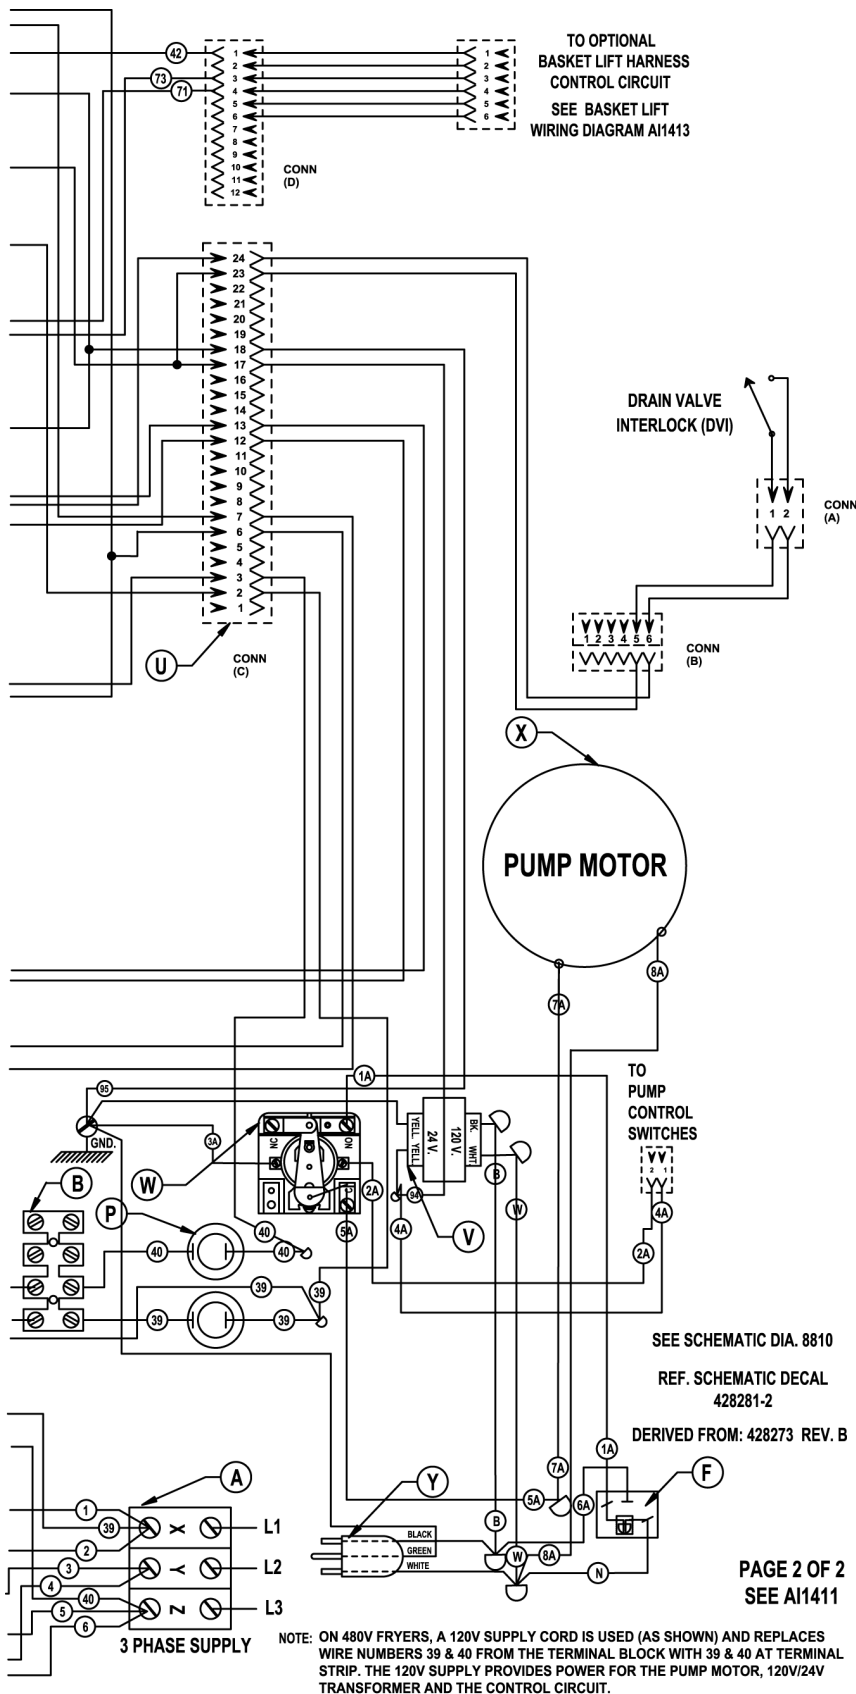 42
73
71
1
2
3
4
5
6
7
8
9
10
11
12
CONN
(D)
1
2
3
4
5
6
TO OPTIONAL
BASKET LIFT HARNESS
CONTROL CIRCUIT
SEE BASKET LIFT
WIRING DIAGRAM AI1413
24
23
22
21
20
19
18
17
16
15
14
13
12
11
10
9
8
7
6
5
4
3
2
1
U
CONN
(C)
DRAIN VALVE
INTERLOCK (DVI)
1 2
CONN
(A)
1 2 3 4 5 6
CONN
(B)
X
PUMP MOTOR
8A
7A
TO
PUMP
CONTROL
SWITCHES
2 1
4A
2A
95
GND.
3A
1A
W
NC
NO
C
2A
5A
YELL. YELL
24 V.
120 V.
BK.
WHT
94
4A
V
B
W
B
P
40
40
40
39
39
39
39
SEE SCHEMATIC DIA. 8810
REF. SCHEMATIC DECAL
428281-2
DERIVED FROM: 428273 REV. B
1A
7A
5A
6A
F
B
W
8A
N
Y
BLACK
GREEN
WHITE
A
1
39
2
3
4
40
5
6
X
Y
Z
L1
L2
L3
3 PHASE SUPPLY
PAGE 2 OF 2
SEE AI1411
NOTE: ON 480V FRYERS, A 120V SUPPLY CORD IS USED (AS SHOWN) AND REPLACES
WIRE NUMBERS 39 & 40 FROM THE TERMINAL BLOCK WITH 39 & 40 AT TERMINAL
STRIP. THE 120V SUPPLY PROVIDES POWER FOR THE PUMP MOTOR, 120V/24V
TRANSFORMER AND THE CONTROL CIRCUIT.